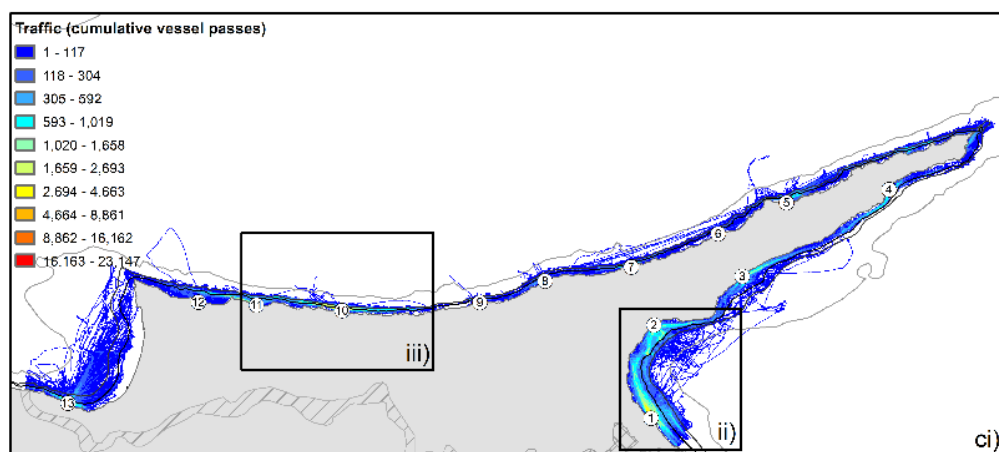 Traffic (cumulative vessel passes)
1 - 117
118 - 304
305 - 592
593 - 1,019
1,020 - 1,658
1,659 - 2,693
2.694 - 4.663
4,664 - 8,861
8,862 - 16,162
16.163 - 23,147
4
5
6
3
7
8
12
11
10
9
iii)
2
13
1
ii)
ci)